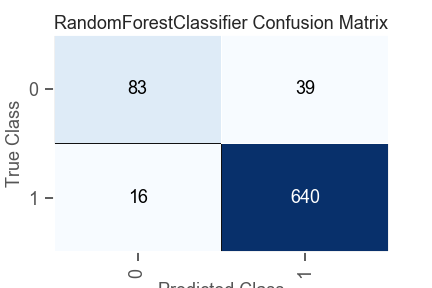 RandomForestClassifier Confusion Matrix
True Class
0
83
39
1
16
640
0
1
Predicted Class